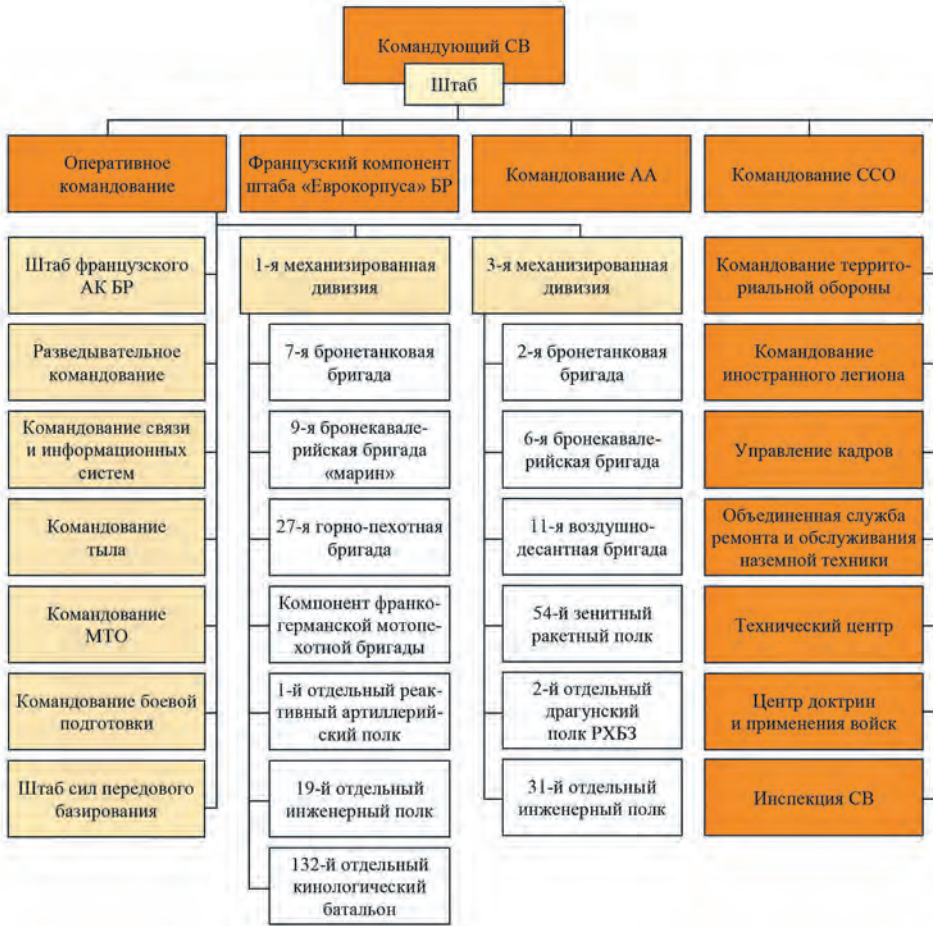 Командующий СВ
Штаб
Оперативное
командование
Французский компонент
штаба «Еврокорпуса» БР
Командование АА
Командование ССО
Штаб французского
АК БР
Разведывательное
командование
Командование связи
и информационных
систем
Командование
тыла
Командование
МТО
Командование боевой
подготовки
Штаб сил передового
базирования
1-я механизированная
дивизия
7-я бронетанковая
бригада
9-я бронекавале-
рийская бригада
«марин»
27-я горно-пехотная
бригада
Компонент франко-
германской мотопе-
хотной бригады
1-й отдельный реак-
тивный артиллерий-
ский полк
19-й отдельный
инженерный полк
132-й отдельный
кинологический
батальон
3-я механизированная
дивизия
2-я бронетанковая
бригада
6-я бронекавале-
рийская бригада
11-я воздушно-
десантная бригада
54-й зенитный
ракетный полк
2-й отдельный
драгунский
полк РХБЗ
31-й отдельный
инженерный полк
Командование террито-
риальной обороны
Командование
иностранного легиона
Управление кадров
Объединенная служба
ремонта и обслуживания
наземной техники
Технический центр
Центр доктрин
и применения войск
Инспекция СВ